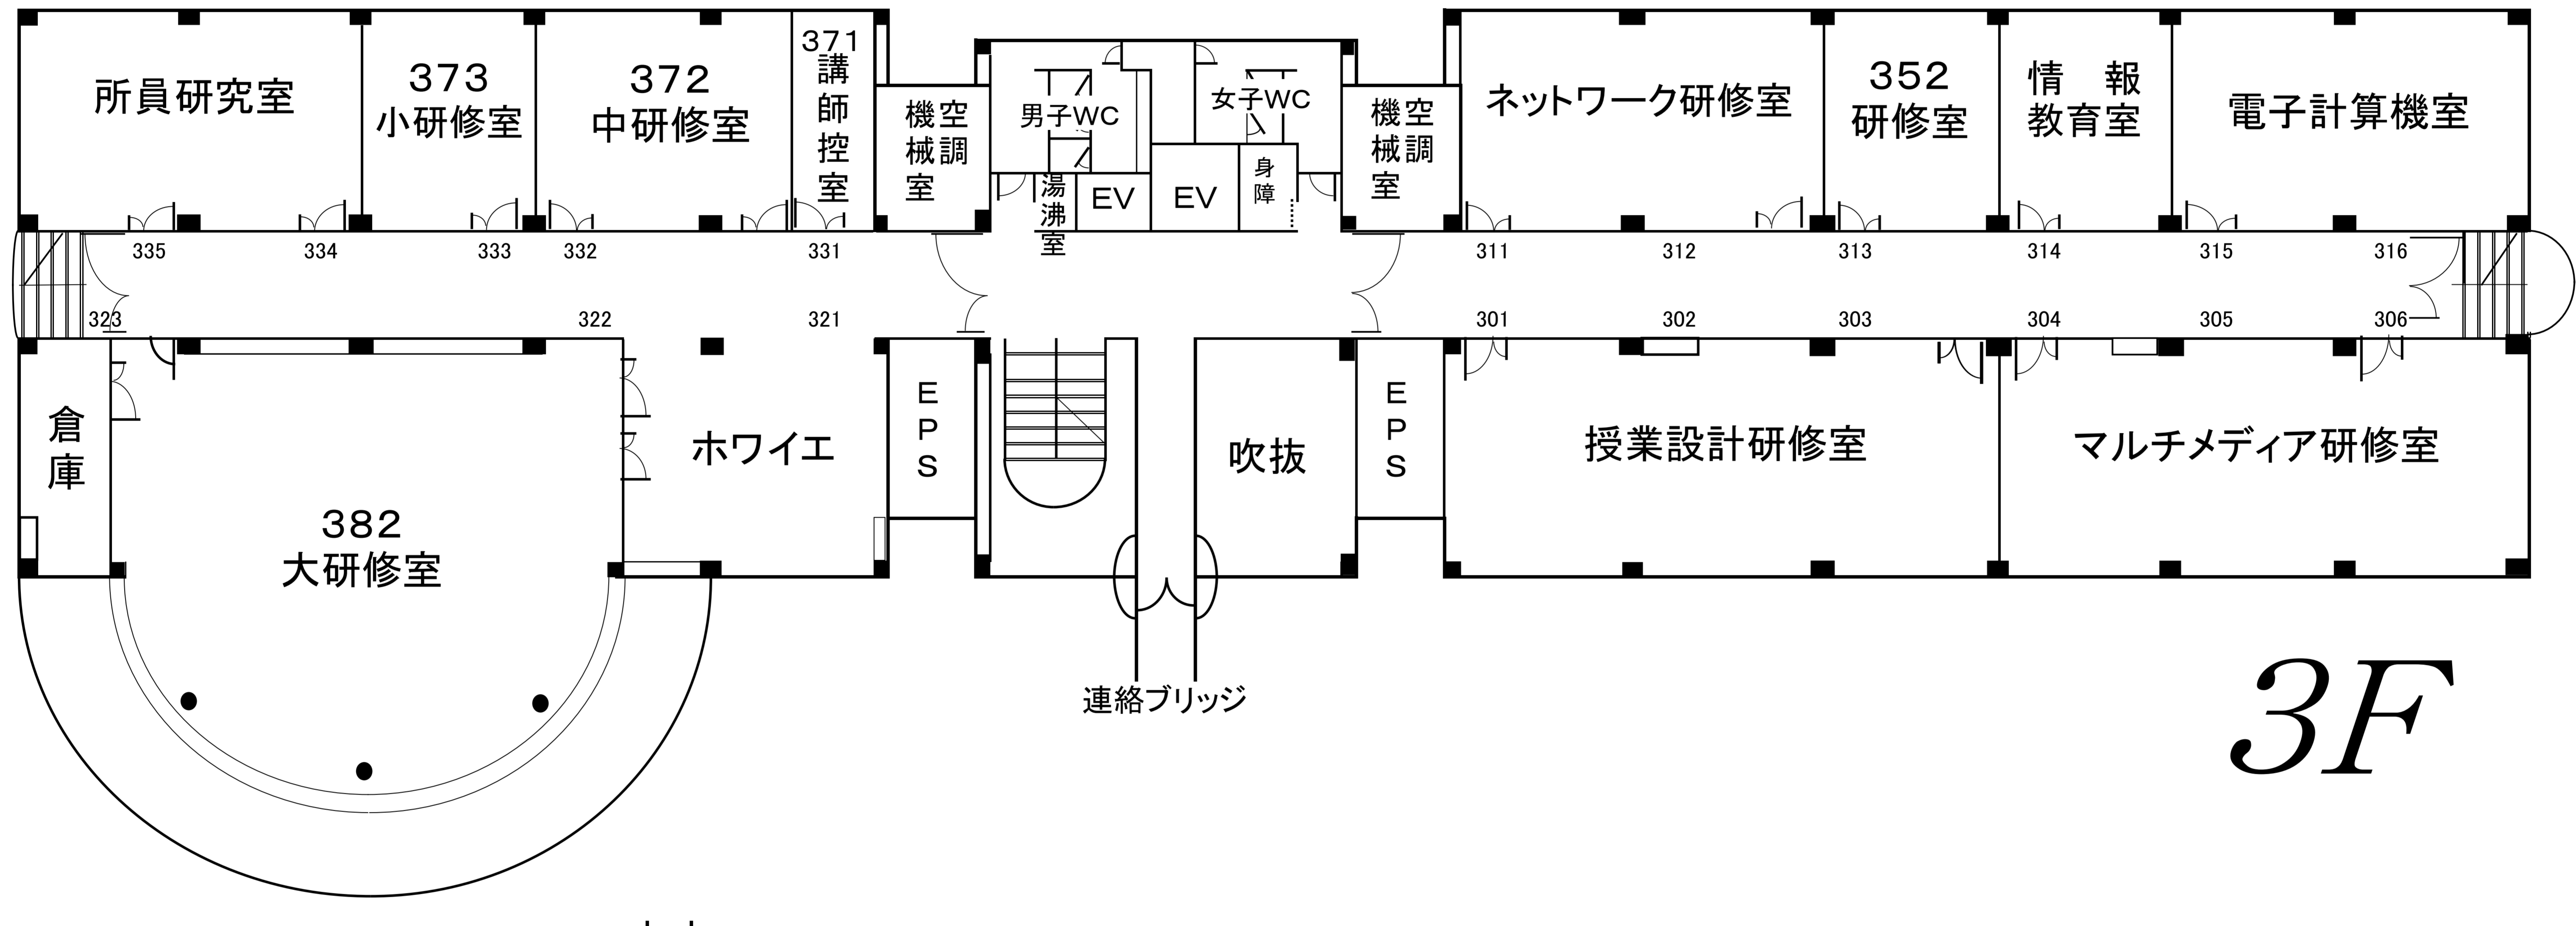 所員研究室
373
小研修室
372
中研修室
371
講師控室
空調
機械室
男子WC
女子WC
湯沸室
EV
EV
身障
空調
機械室
ネットワーク研修室
352
研修室
情　報
教育室
電子計算機室
335
334
333
332
331
311
312
313
314
315
316
323
322
321
301
302
303
304
305
306
倉庫
382
大研修室
ホワイエ
EPS
吹抜
EPS
授業設計研修室
マルチメディア研修室
連絡ブリッジ
3F